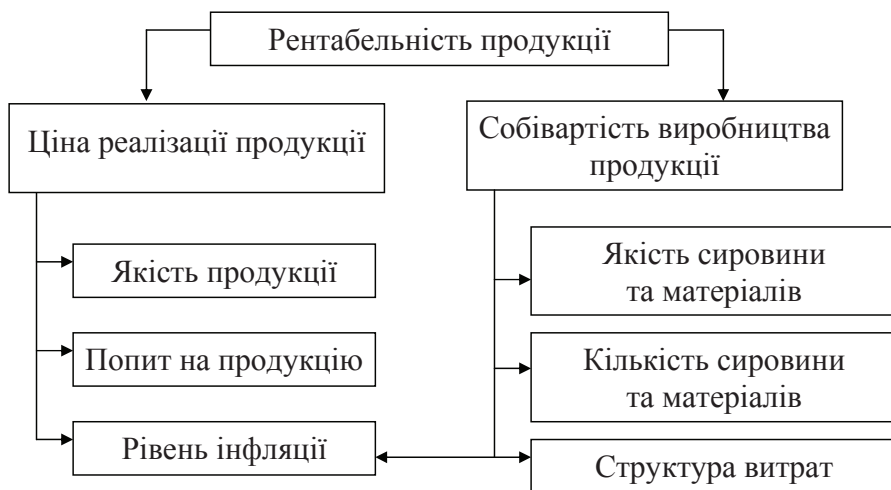 Рентабельність продукції
Ціна реалізації продукції
Собівартість виробництва
продукції
Якість продукції
Попит на продукцію
Рівень інфляції
Якість сировини
та матеріалів
Кількість сировини
та матеріалів
Структура витрат